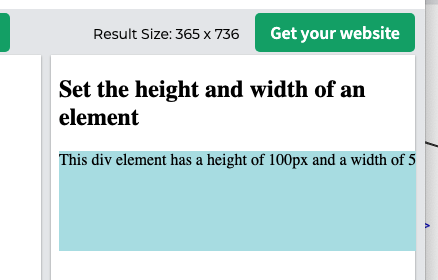 Result Size: 365 x 736
Get your website
Set the height and width of an
element
This div element has a height of 100px and a width of 5